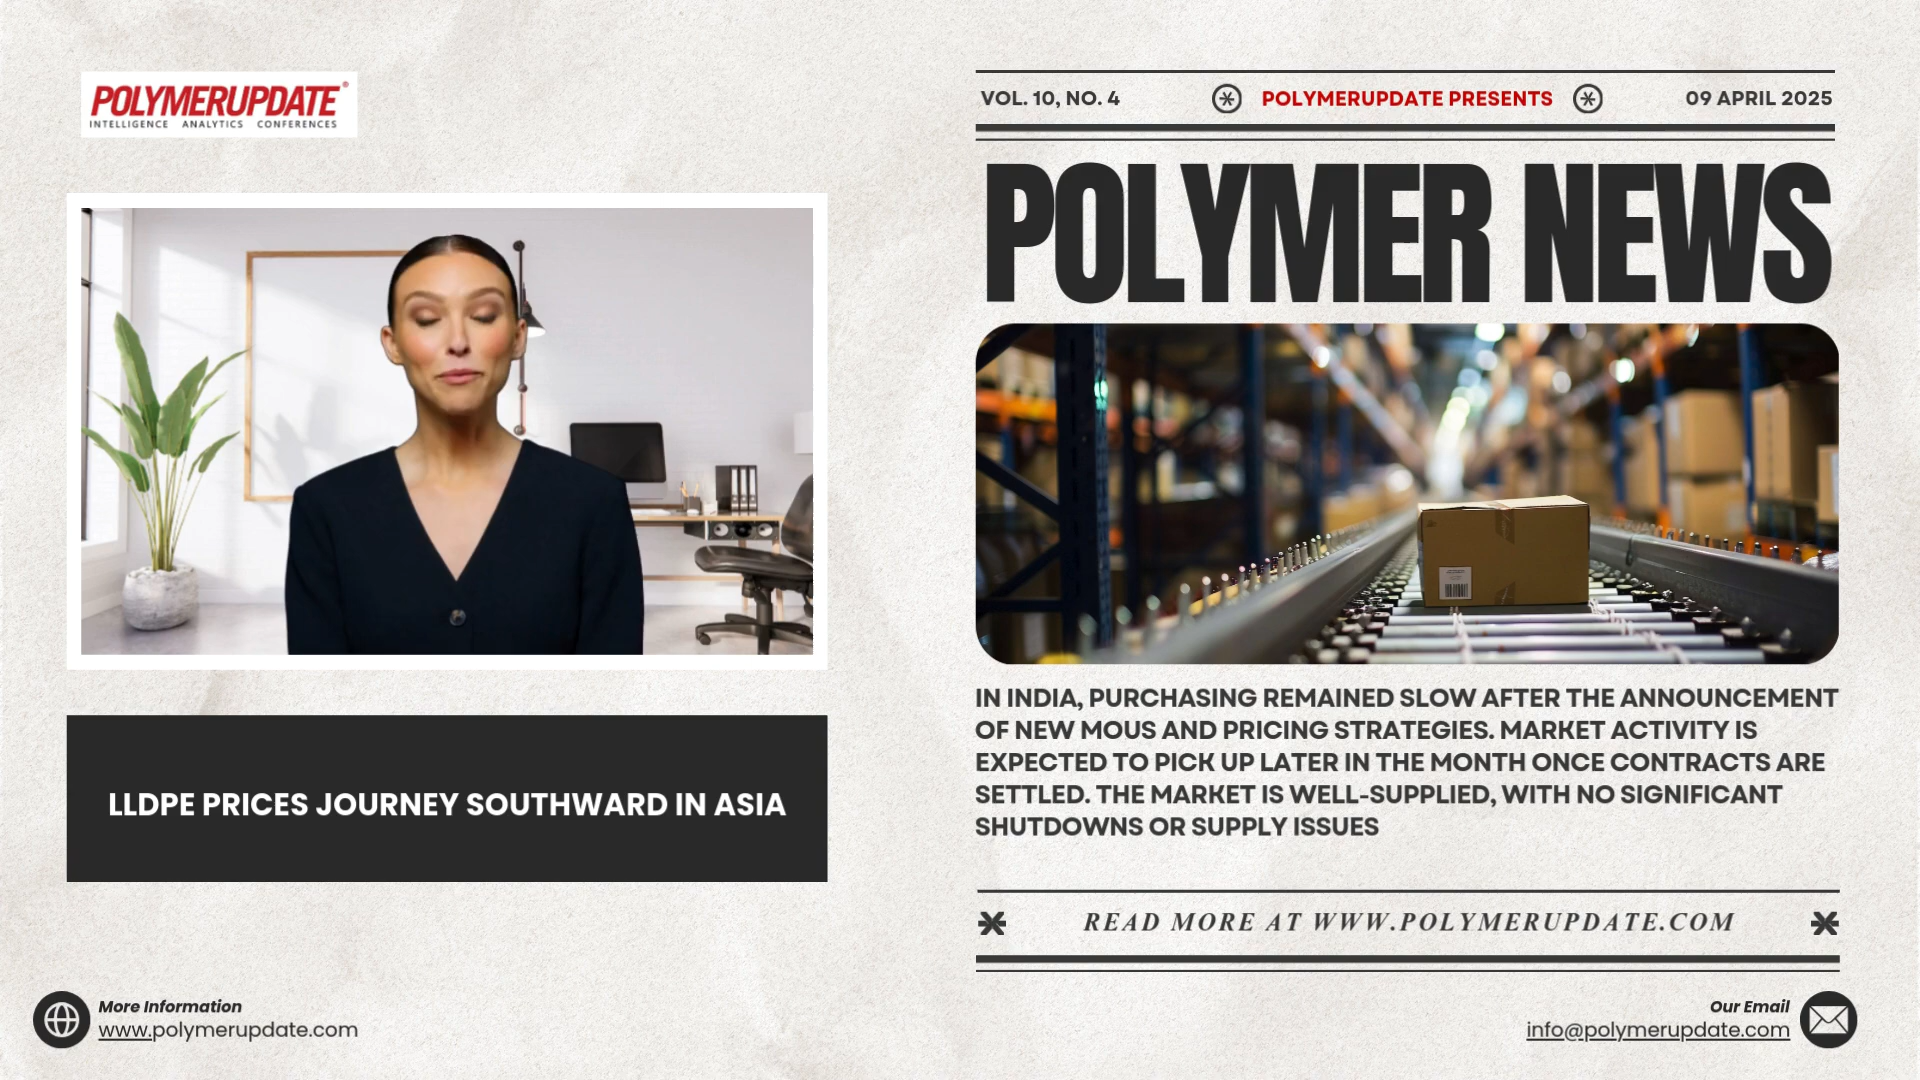 POLYMERUPDATE®
INTELLIGENCE ANALYTICS CONFERENCES
LLDPE PRICES JOURNEY SOUTHWARD IN ASIA
More Information
www.polymerupdate.com
VOL. 10, NO. 4
POLYMERUPDATE PRESENTS
09 APRIL 2025
POLYMER NEWS
IN INDIA, PURCHASING REMAINED SLOW AFTER THE ANNOUNCEMENT
OF NEW MOUS AND PRICING STRATEGIES. MARKET ACTIVITY IS
EXPECTED TO PICK UP LATER IN THE MONTH ONCE CONTRACTS ARE
SETTLED. THE MARKET IS WELL-SUPPLIED, WITH NO SIGNIFICANT
SHUTDOWNS OR SUPPLY ISSUES
READ MORE AT WWW.POLYMERUPDATE.COM
Our Email
info@polymerupdate.com